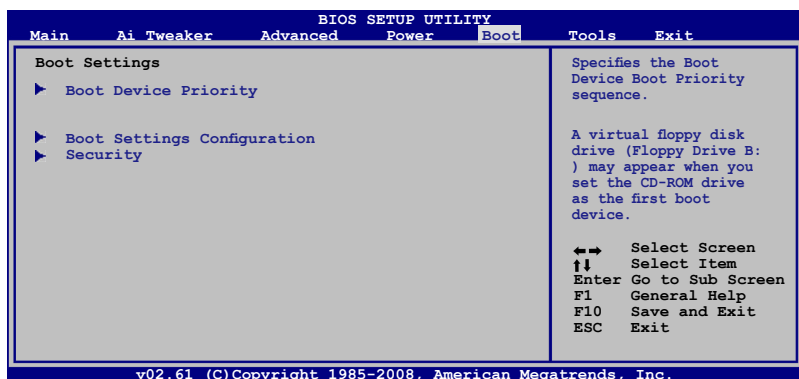 BIOS SETUP UTILITY
Main Ai Tweaker Advanced Power Boot Tools Exit
Boot Settings
Boot Device Priority
Boot Settings Configuration
Security
Specifies the Boot
Device Boot Priority
sequence.
A virtual floppy disk
drive (Floppy Drive B:
) may appear when you
set the CD-ROM drive
as the first boot
device.
←→ Select Screen
↑↓ Select Item
Enter Go to Sub Screen
F1 General Help
F10 Save and Exit
ESC Exit
v02.61 (C)Copyright 1985-2008, American Megatrends, Inc.